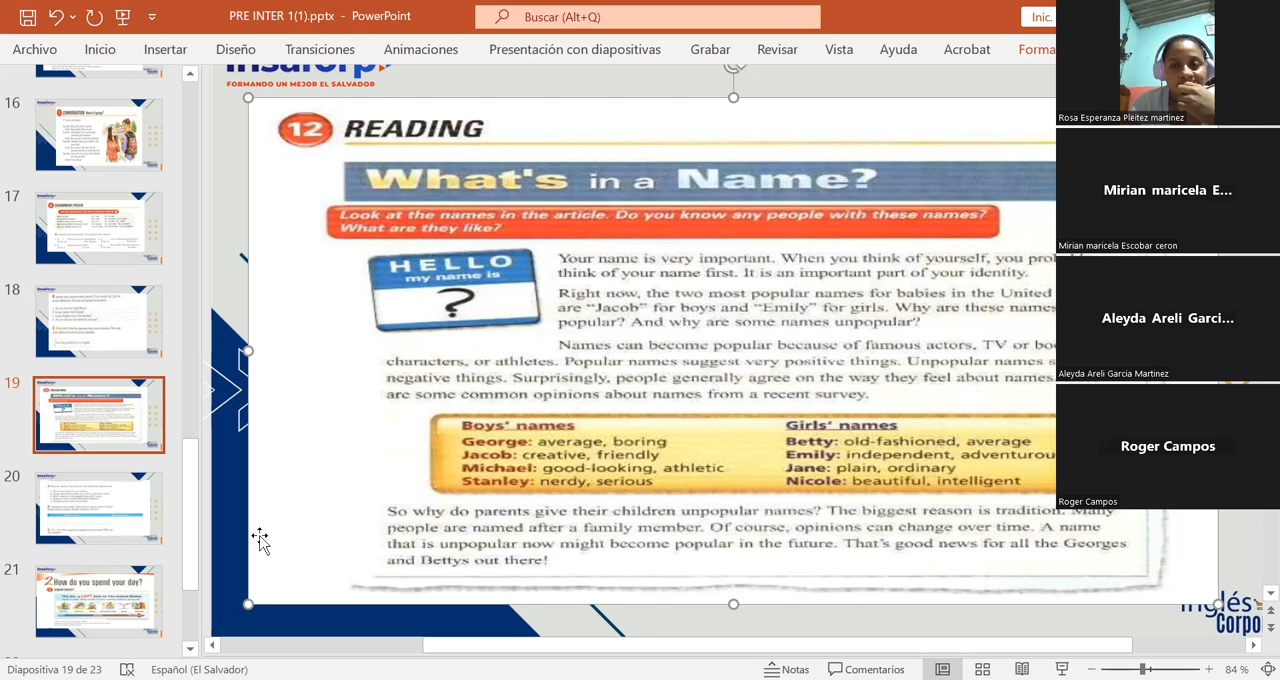 PRE INTER 1(1).pptx - PowerPoint
Buscar (Alt+Q)
Inic.
Archivo Inicio Insertar Diseño Transiciones Animaciones Presentación con diapositivas Grabar Revisar Vista Ayuda Acrobat Forma
16
17
18
19
20
21
CONVERSATION
GRAMMAR FOCUS
2 How do you spend your day?
FORMANDO UN MEJOR EL SALVADOR
12 READING
What's in a Name?
Look at the names in the article. Do you know any people with these names?
What are they like?
HELLO
my name is
?
Your name is very important. When you think of yourself, you
think of your name first. It is an important part of your identity.
Right now, the two most popular names for babies in the United
are "Jacob" for boys and "Emily" for girls. Why are these names
popular? And why are some names unpopular?
Names can become popular because of famous actors, TV or
characters, or athletes. Popular names suggest very positive things. Unpopular names
negative things. Surprisingly, people generally agree on the way they feel about names.
are some common opinions about names from a recent survey.
Boys' names
George: average, boring
Jacob: creative, friendly
Michael: good-looking, athletic
Stanley: nerdy, serious
Girls' names
Betty: old-fashioned, average
Emily: independent, adventurou
Jane: plain, ordinary
Nicole: beautiful, intelligent
So why do parents give their children unpopular names? The biggest reason is tradition. Many
people are named after a family member. Of course, opinions can change over time. A name
that is unpopular now might become popular in the future. That's good news for all the Georges
and Bettys out there!
inglés
Corpo
Rosa Esperanza Pleitez martinez
Mirian maricela E...
Mirian maricela Escobar ceron
Aleyda Areli Garci...
Aleyda Areli Garcia Martinez
Roger Campos
Roger Campos
Diapositiva 19 de 23 Español (El Salvador) Notas Comentarios 84 %